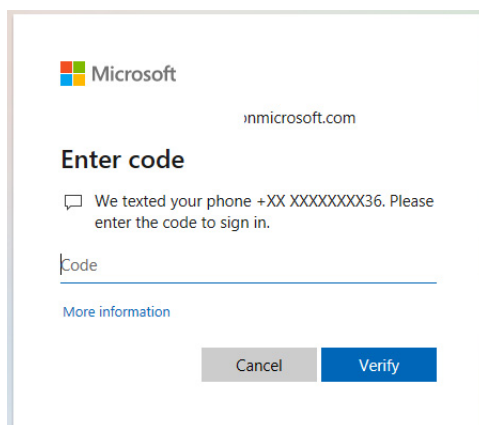 Microsoft
onmicrosoft.com
Enter code
We texted your phone +XX XXXXXXXX36. Please
enter the code to sign in.
Code
More information
Cancel
Verify